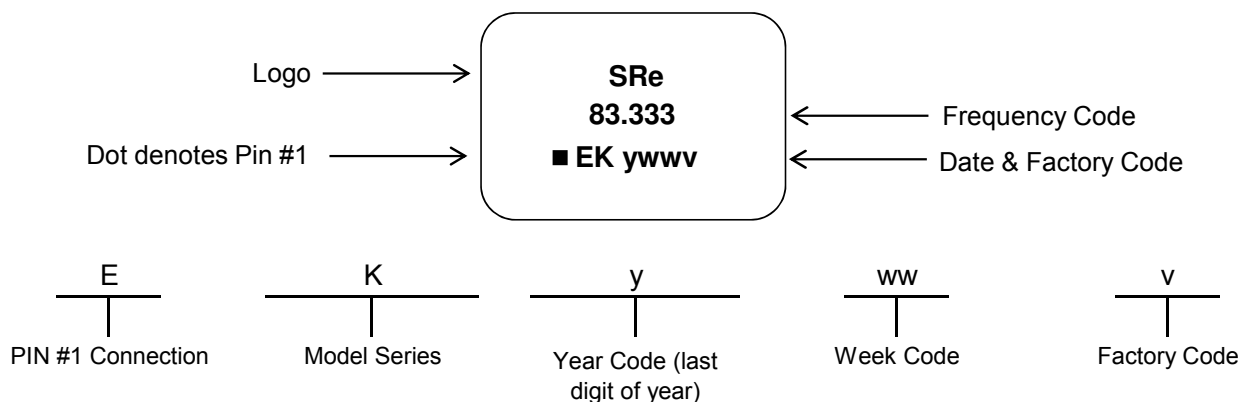 Logo
SRe
83.333
Frequency Code
Dot denotes Pin #1
■ EK ywwv
Date & Factory Code
E
K
y
ww
v
PIN #1 Connection
Model Series
Year Code (last
digit of year)
Week Code
Factory Code